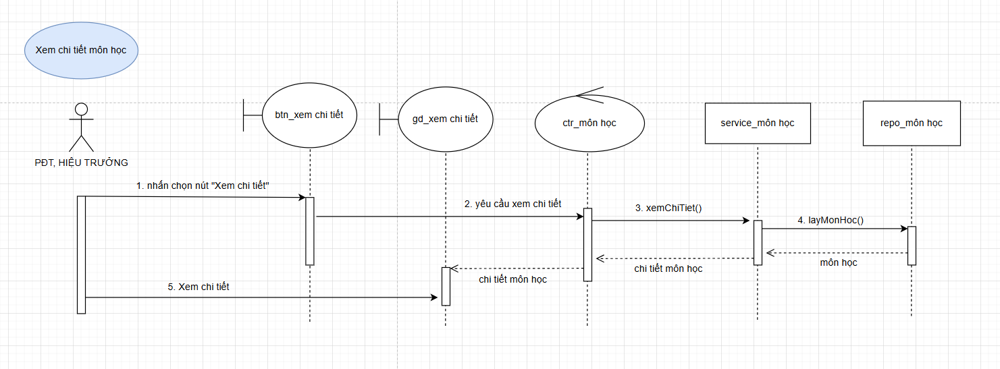 Xem chi tiết môn học
btn_xem chi tiết
gd_xem chi tiết
ctr_môn học
service_môn học
repo_môn học
PĐT, HIỆU TRƯỞNG
1. nhấn chọn nút "Xem chi tiết"
2. yêu cầu xem chi tiết
3. xemChiTiet()
4. layMonHoc()
môn học
chi tiết môn học
chi tiết môn học
5. Xem chi tiết